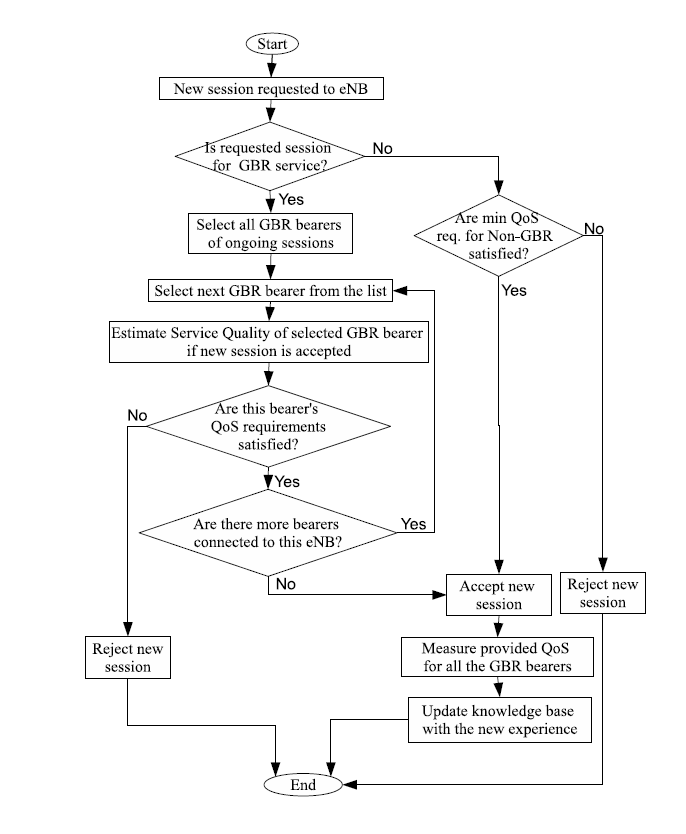 Start
New session requested to eNB
Is requested session
for GBR service?
No
Yes
Select all GBR bearers
of ongoing sessions
Are min QoS
req. for Non-GBR
satisfied?
No
Yes
Select next GBR bearer from the list
Estimate Service Quality of selected GBR bearer
if new session is accepted
Are this bearer's
QoS requirements
satisfied?
No
Yes
Are there more bearers
connected to this eNB?
Yes
No
Accept new
session
Reject new
session
Reject new
session
Measure provided QoS
for all the GBR bearers
Update knowledge base
with the new experience
End